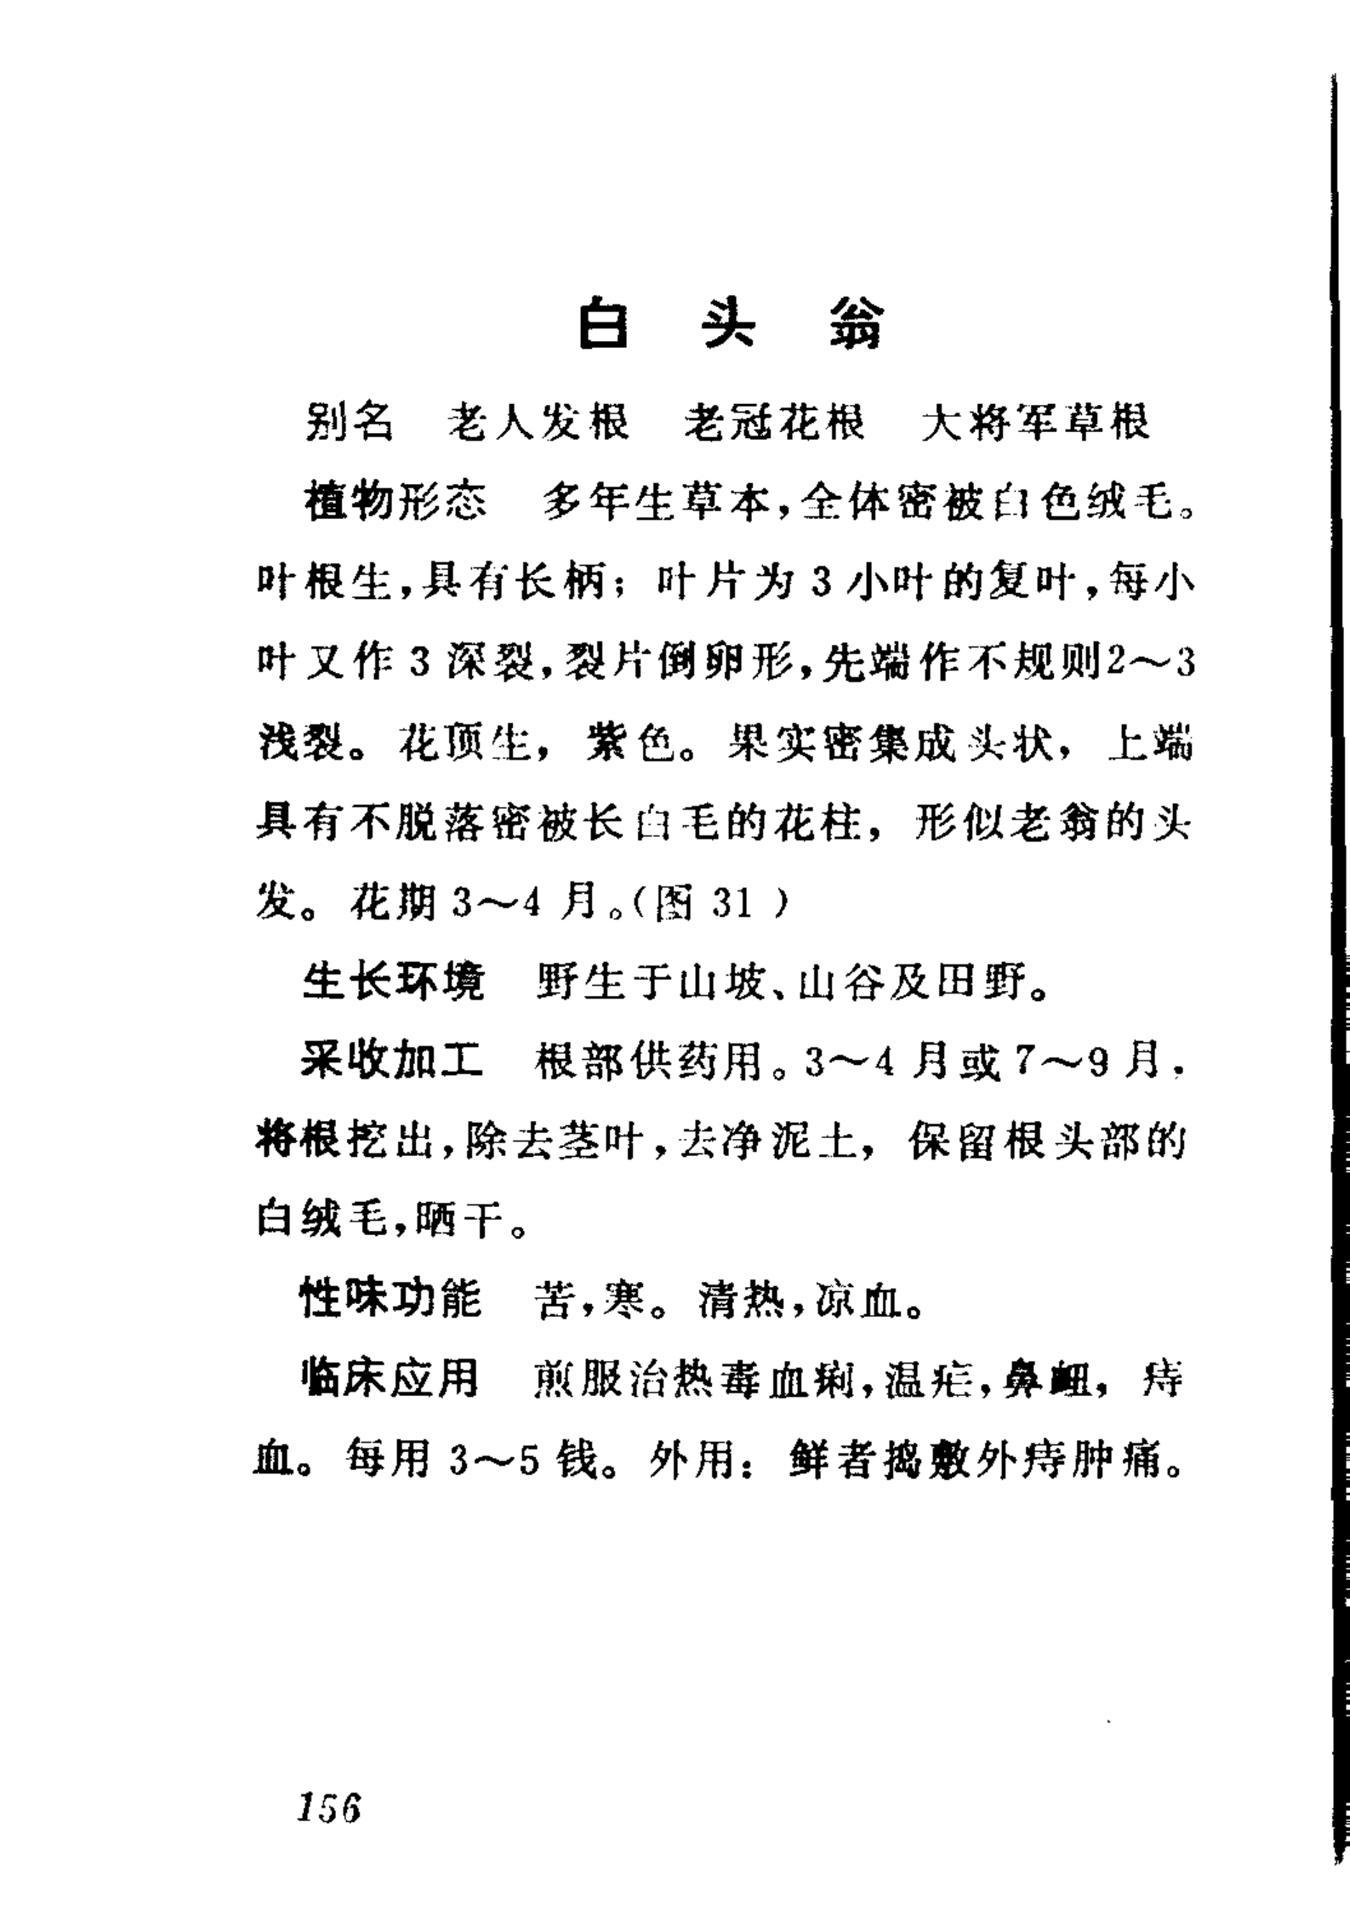 白头翁
别名 老人发根 老冠花根 大将军草根
植物形态 多年生草本，全体密被白色绒毛。
叶根生，具有长柄；叶片为3小叶的复叶，每小
叶又作3深裂，裂片倒卵形，先端作不规则2～3
浅裂。花顶生，紫色。果实密集成头状，上端
具有不脱落密被长白毛的花柱，形似老翁的头
发。花期3～4月。（图31）
生长环境 野生于山坡、山谷及田野。
采收加工 根部供药用。3～4月或7～9月，
将根挖出，除去茎叶，去净泥土，保留根头部的
白绒毛，晒干。
性味功能 苦，寒。清热，凉血。
临床应用 煎服治热毒血痢，温疟，鼻衄，痔
血。每用3～5钱。外用：鲜者捣敷外痔肿痛。
156